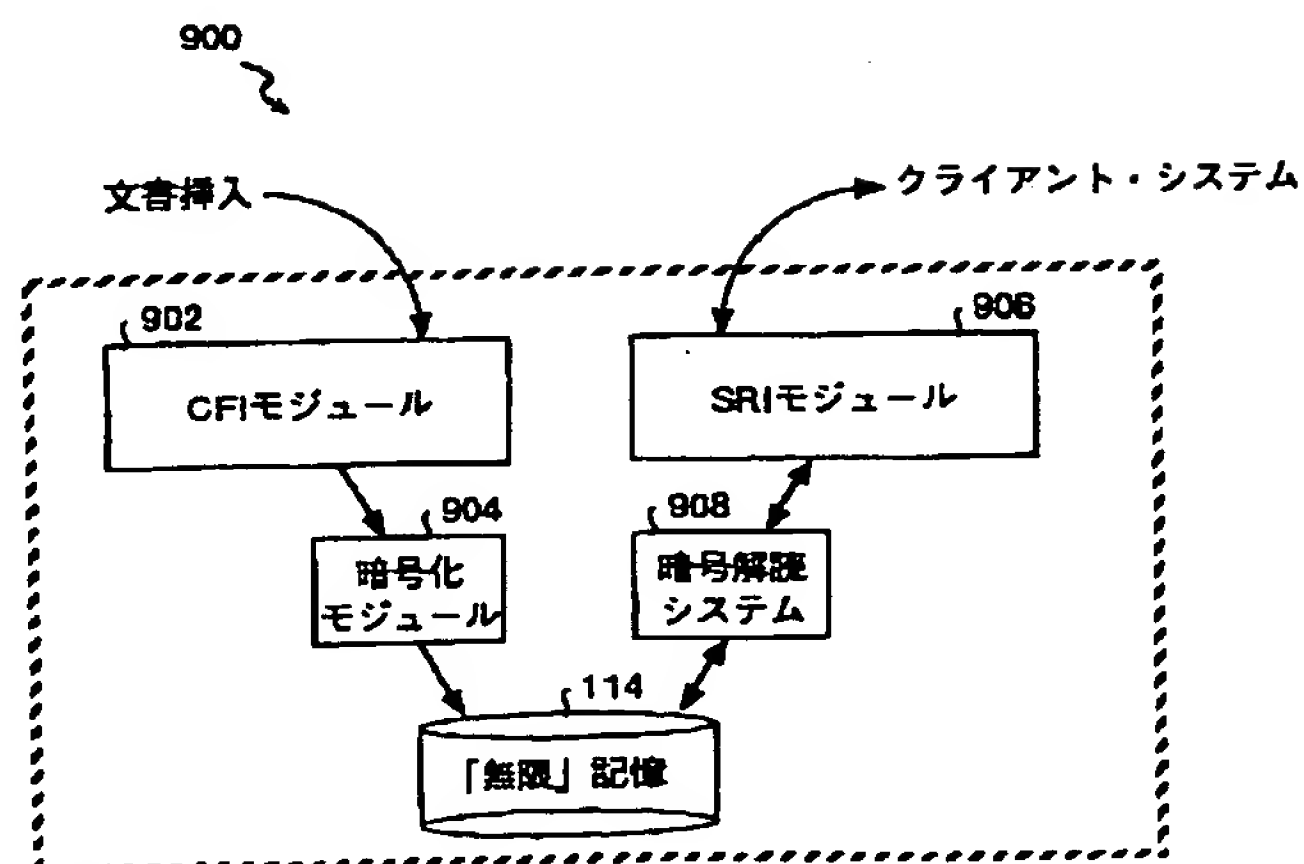 900
文書挿入
クライアント・システム
902
906
CFIモジュール
SRIモジュール
904
908
暗号化
モジュール
暗号解読
システム
114
「無限」記憶